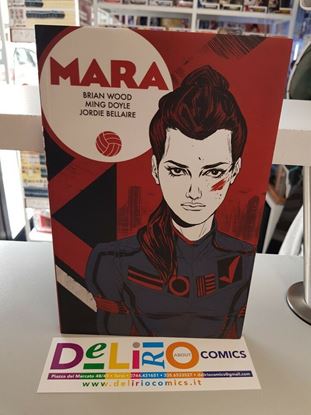 MARA
BRIAN WOOD
MING DOYLE
JORDIE BELLAIRE
DeLiRiO ABOUT COMICS
www.deliriocomics.it